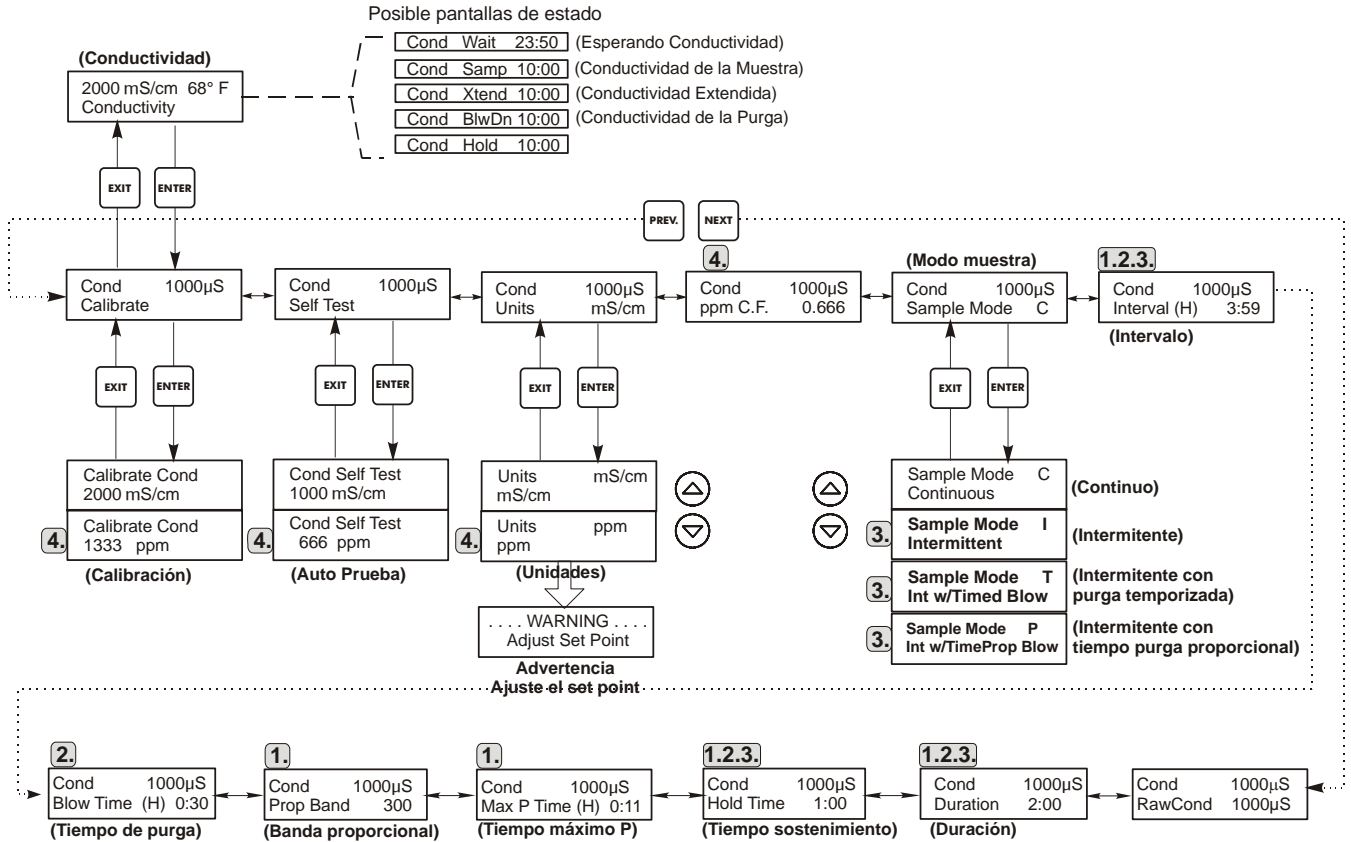 Posible pantallas de estado
(Conductividad)
2000 mS/cm 68° F
Conductivity
Cond Wait 23:50 (Esperando Conductividad)
Cond Samp 10:00 (Conductividad de la Muestra)
Cond Xtend 10:00 (Conductividad Extendida)
Cond BlwDn 10:00 (Conductividad de la Purga)
Cond Hold 10:00
EXIT ENTER
PREV. NEXT
Cond 1000µS
Calibrate
Cond 1000µS
Self Test
Cond 1000µS
Units mS/cm
4.
Cond 1000µS
ppm C.F. 0.666
(Modo muestra)
Cond 1000µS
Sample Mode C
1.2.3.
Cond 1000µS
Interval (H) 3:59
(Intervalo)
EXIT ENTER
EXIT ENTER
EXIT ENTER
EXIT ENTER
Calibrate Cond
2000 mS/cm
4.
Calibrate Cond
1333 ppm
(Calibración)
Cond Self Test
1000 mS/cm
4.
Cond Self Test
666 ppm
(Auto Prueba)
Units mS/cm
mS/cm
4.
Units ppm
ppm
(Unidades)
. . . . WARNING . . . .
Adjust Set Point
Advertencia
Ajuste el set point
Sample Mode C
Continuous
(Continuo)
3.
Sample Mode I
Intermittent
(Intermitente)
3.
Sample Mode T
Int w/Timed Blow
(Intermitente con
purga temporizada)
3.
Sample Mode P
Int w/TimeProp Blow
(Intermitente con
tiempo purga proporcional)
2.
Cond 1000µS
Blow Time (H) 0:30
(Tiempo de purga)
1.
Cond 1000µS
Prop Band 300
(Banda proporcional)
1.
Cond 1000µS
Max P Time (H) 0:11
(Tiempo máximo P)
1.2.3.
Cond 1000µS
Hold Time 1:00
(Tiempo sostenimiento)
1.2.3.
Cond 1000µS
Duration 2:00
(Duración)
Cond 1000µS
RawCond 1000µS